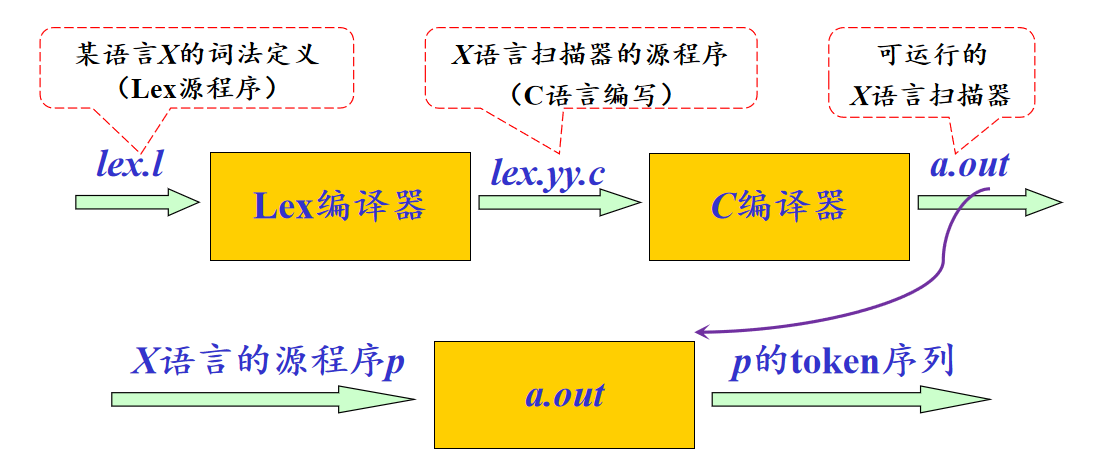 某语言X的词法定义
（Lex源程序）
X语言扫描器的源程序
（C语言编写）
可运行的
X语言扫描器
lex.l
Lex编译器
lex.yy.c
C编译器
a.out
X语言的源程序p
a.out
p的token序列